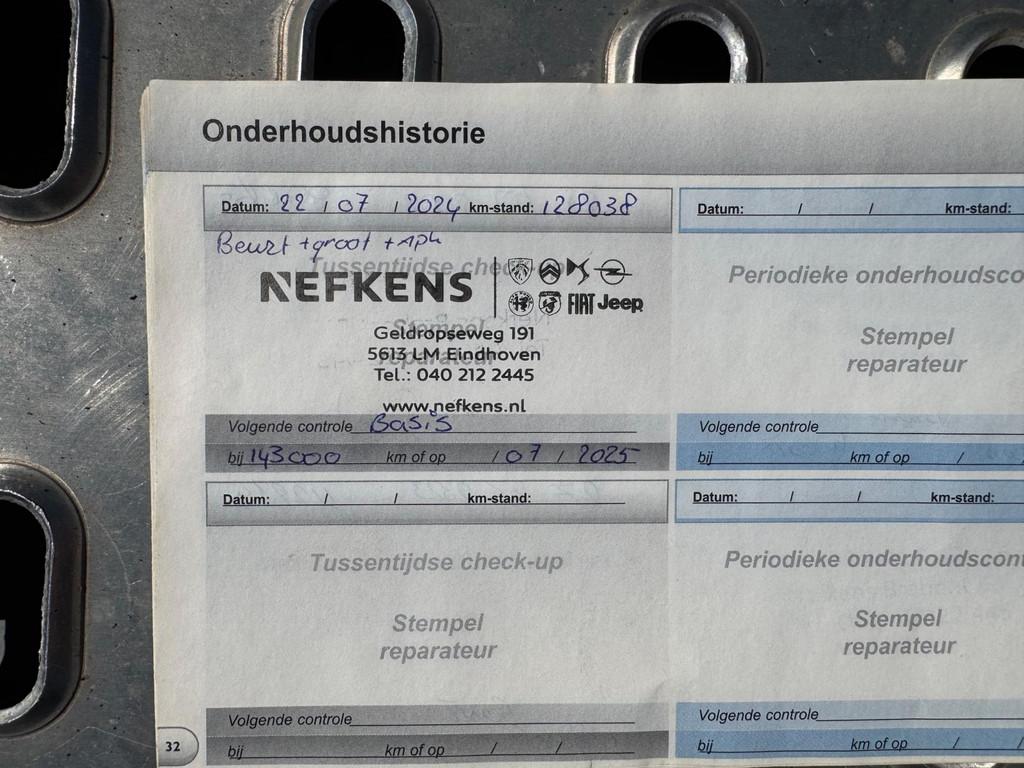 Onderhoudshistorie
Datum: 22 / 07 / 2024 km-stand: 128038
Beurt + groot + APK
Tussentijdse check-up
NEFKENS
FIAT Jeep
Stempel
Geldropseweg 191
reparateur
5613 LM Eindhoven
Tel.: 040 212 2445
www.nefkens.nl
Volgende controle Basis
bij 143000 km of op / 07 / 2025
Datum: / / km-stand:
Periodieke onderhoudsco
Stempel
reparateur
Volgende controle
bij km of op /
Datum: / / km-stand:
Tussentijdse check-up
Stempel
reparateur
Volgende controle
bij km of op / /
Datum: / / km-stand:
Periodieke onderhoudscon
Stempel
reparateur
Volgende controle
bij km of op / /
32